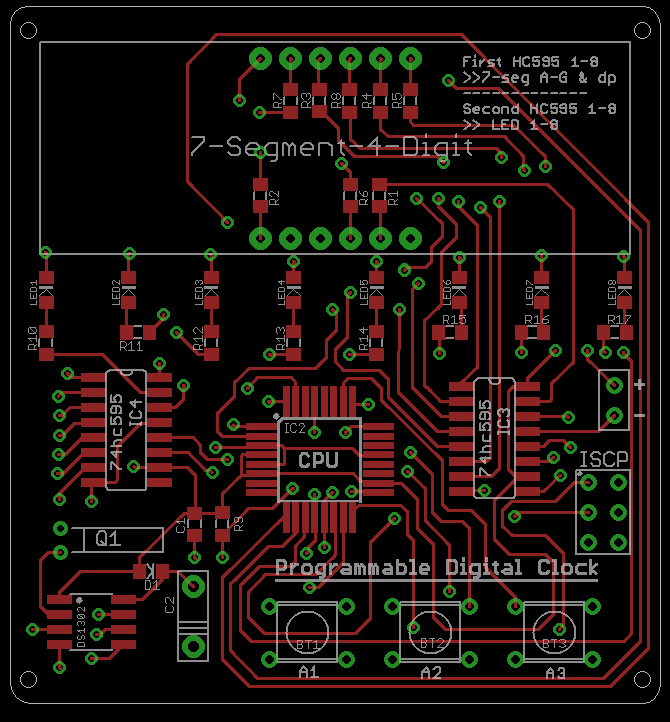 First HC595 1-8
>>7-seg A-G & dp
---------------
Second HC595 1-8
>> LED 1-8
R7
R3
R8
R4
R5
7-Segment-4-Digit
R2
R6
R1
LED1
LED2
LED3
LED4
LED5
LED6
LED7
LED8
R10
R11
R12
R13
R14
R15
R16
R17
+
-
74hc595
IC4
IC2
CPU
74hc595
IC3
ISCP
C1
R9
Q1
D1
C2
DS1302
Programmable Digital Clock
BT1
BT2
BT3
A1
A2
A3